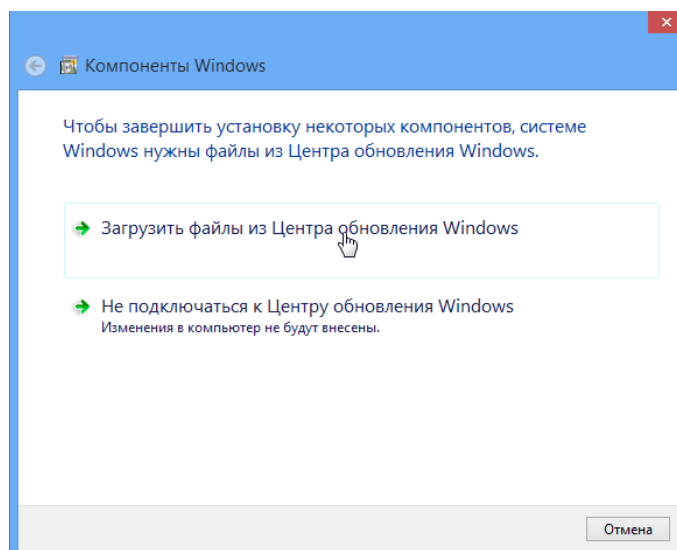 Компоненты Windows
Чтобы завершить установку некоторых компонентов, системе
Windows нужны файлы из Центра обновления Windows.
Загрузить файлы из Центра обновления Windows
Не подключаться к Центру обновления Windows
Изменения в компьютер не будут внесены.
Отмена